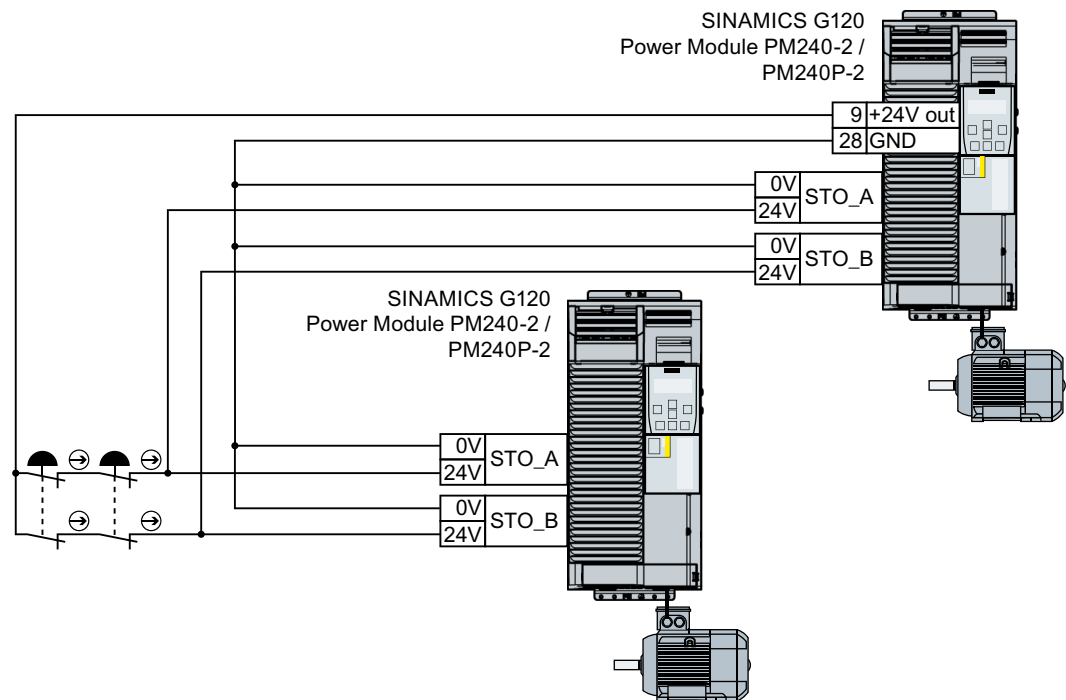 SINAMICS G120
Power Module PM240-2 /
PM240P-2
9 +24V out
28 GND
0V
STO_A
24V
0V
STO_B
24V
SINAMICS G120
Power Module PM240-2 /
PM240P-2
0V
STO_A
24V
0V
STO_B
24V